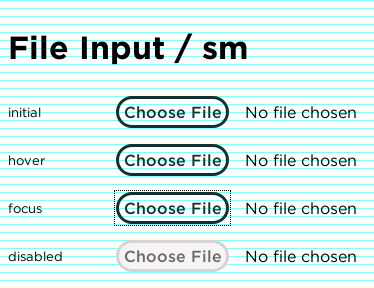 File Input / sm
initial Choose File No file chosen
hover Choose File No file chosen
focus Choose File No file chosen
disabled Choose File No file chosen